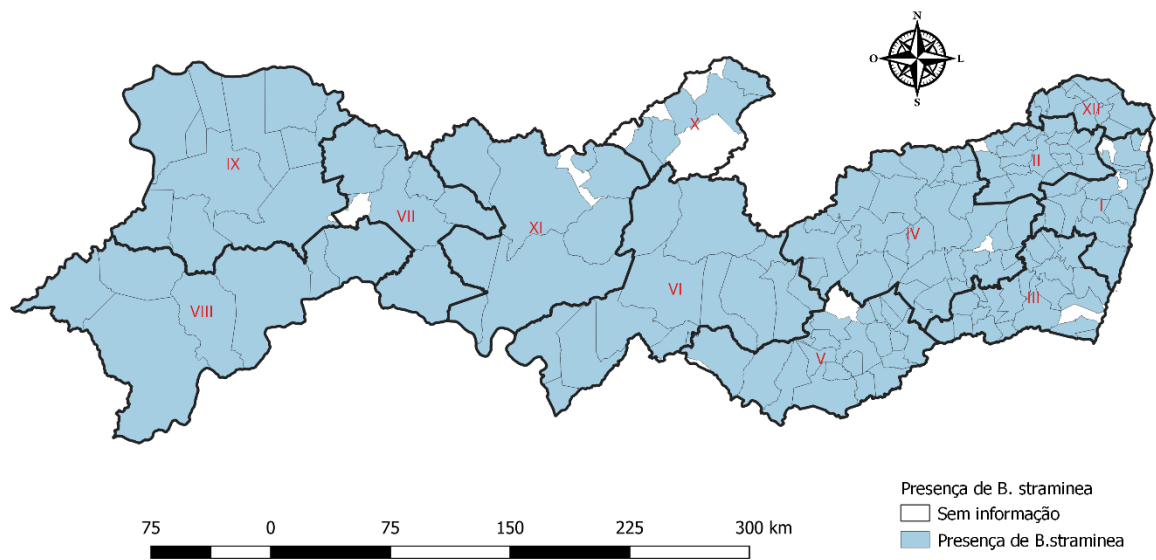 N
O L
S
XII
X
II
IX
I
VII
XI
IV
VI
III
VIII
V
Presença de B. straminea
Sem informação
Presença de B.straminea
75 0 75 150 225 300 km